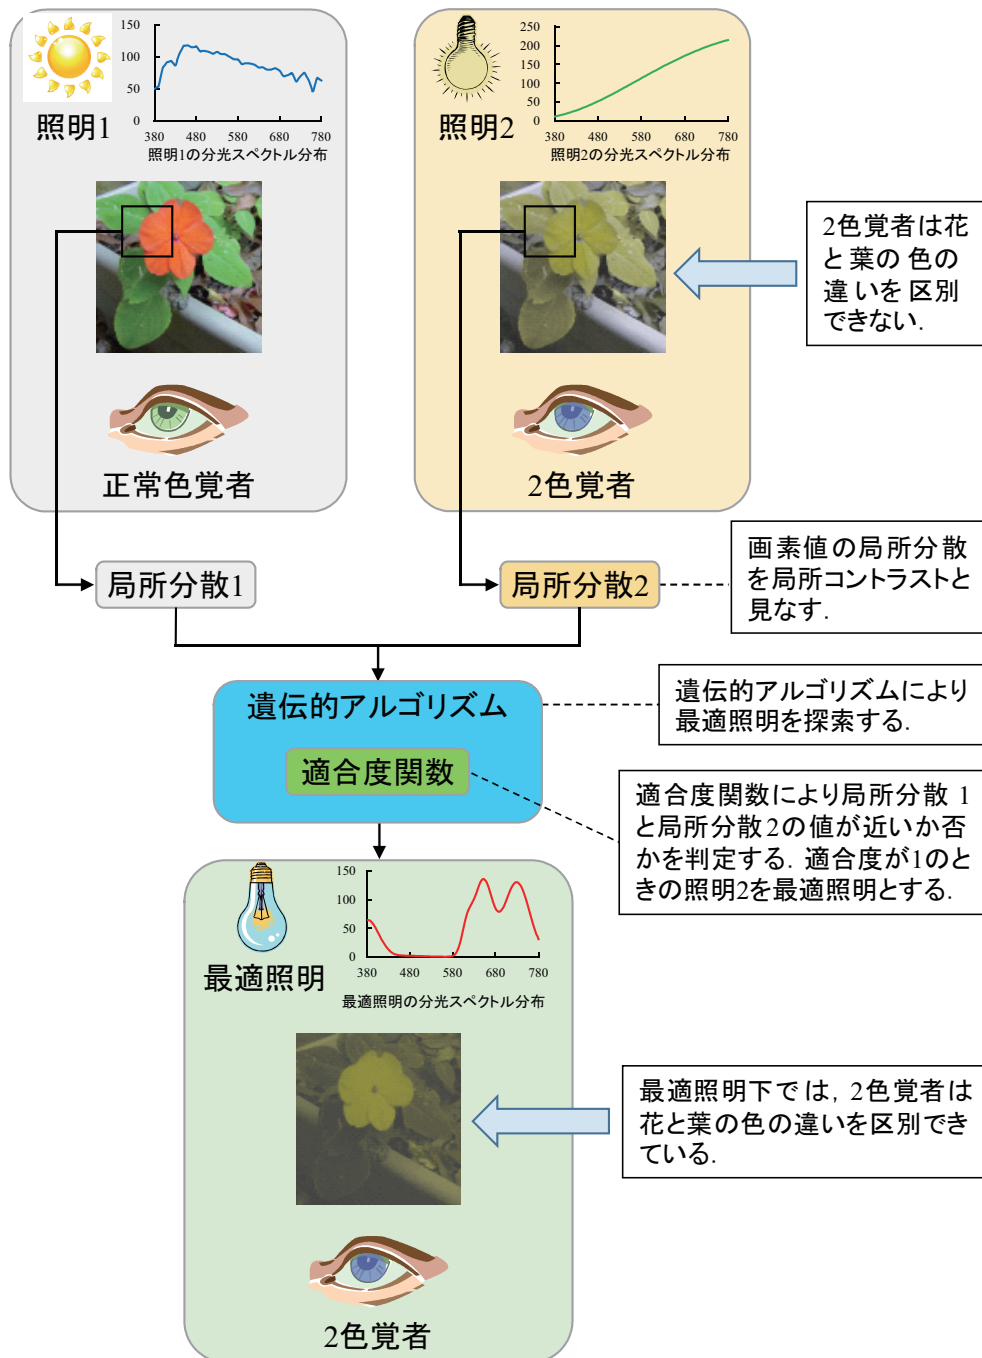 150
100
50
0
380
480
580
680
780
照明1
照明1の分光スペクトル分布
正常色覚者
250
200
150
100
50
0
380
480
580
680
780
照明2
照明2の分光スペクトル分布
2色覚者
2色覚者は花
と葉の色の
違いを区別
できない.
局所分散1
局所分散2
画素値の局所分散
を局所コントラストと
見なす.
遺伝的アルゴリズム
適合度関数
遺伝的アルゴリズムにより
最適照明を探索する.
適合度関数により局所分散 1
と局所分散2の値が近いか否
かを判定する. 適合度が1のと
きの照明2を最適照明とする.
150
100
50
0
380
480
580
680
780
最適照明
最適照明の分光スペクトル分布
2色覚者
最適照明下では, 2色覚者は
花と葉の色の違いを区別でき
ている.